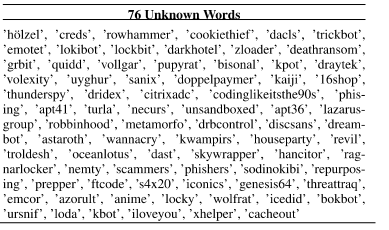 76 Unknown Words
'hölzel', 'creds', 'rowhammer', 'cookiethief', 'dacls', 'trickbot',
'emotet', 'lokibot', 'lockbit', 'darkhotel', 'zloader', 'deathransom',
'grbit', 'quidd', 'vollgar', 'pupyrat', 'bisonal', 'kpot', 'draytek',
'volexity', 'uyghur', 'sanix', 'doppelpaymer', 'kaiji', '16shop',
'thunderspy', 'dridex', 'citrixadc', 'codinglikeitsthe90s', 'phis-
ing', 'apt41', 'turla', 'necurs', 'unsandboxed', 'apt36', 'lazarus-
group', 'robbinhood', 'metamorfo', 'drbcontrol', 'discsans', 'dream-
bot', 'astaroth', 'wannacry', 'kwampirs', 'houseparty', 'revil',
'troldesh', 'oceanlotus', 'dast', 'skywrapper', 'hancitor', 'rag-
narlocker', 'nemty', 'scammers', 'phishers', 'sodinokibi', 'repurpos-
ing', 'prepper', 'ftcode', 's4x20', 'iconics', 'genesis64', 'threattraq',
'emcor', 'azorult', 'anime', 'locky', 'wolfrat', 'icedid', 'bokbot',
'ursnif', 'loda', 'kbot', 'iloveyou', 'xhelper', 'cacheout'